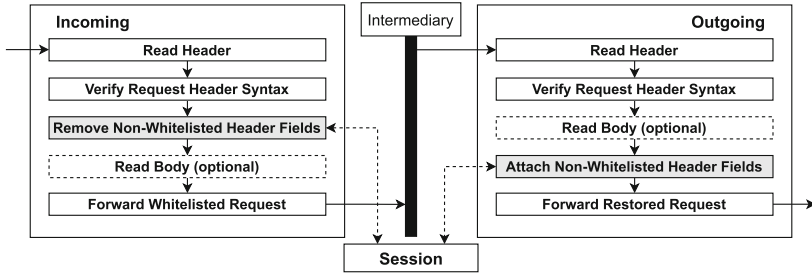 Incoming
Read Header
Verify Request Header Syntax
Remove Non-Whitelisted Header Fields
Read Body (optional)
Forward Whitelisted Request
Intermediary
Outgoing
Read Header
Verify Request Header Syntax
Read Body (optional)
Attach Non-Whitelisted Header Fields
Forward Restored Request
Session